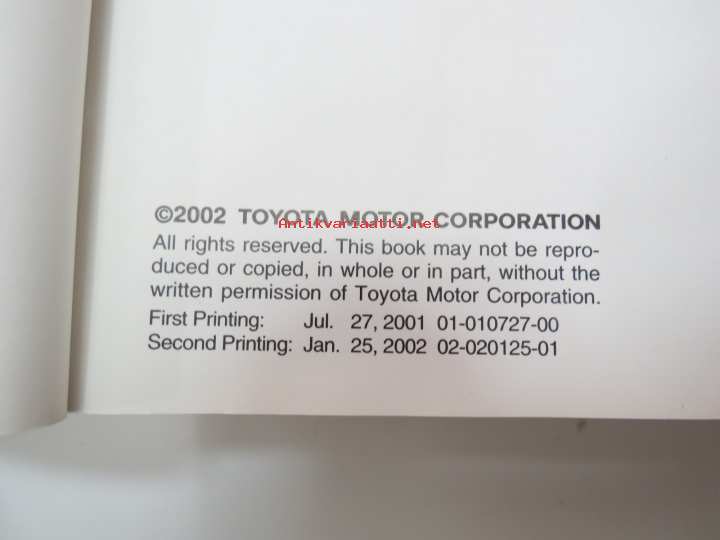 ©2002 TOYOTA MOTOR CORPORATION
Antikvariaatti.net
All rights reserved. This book may not be repro-
duced or copied, in whole or in part, without the
written permission of Toyota Motor Corporation.
First Printing: Jul. 27, 2001 01-010727-00
Second Printing: Jan. 25, 2002 02-020125-01